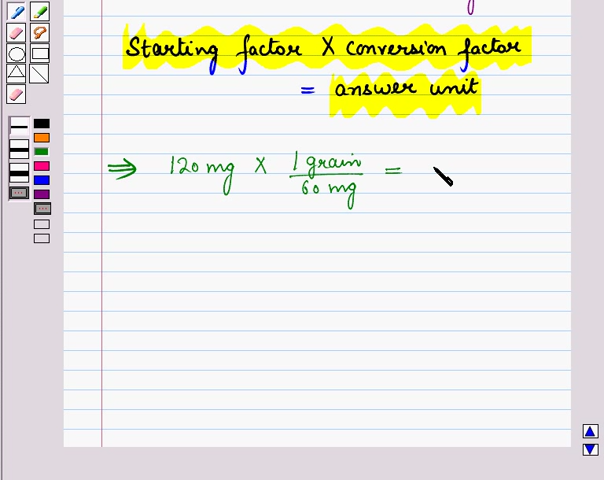 Starting factor X conversion factor
= answer unit
⇒ 120 mg X 1 grain / 60 mg =